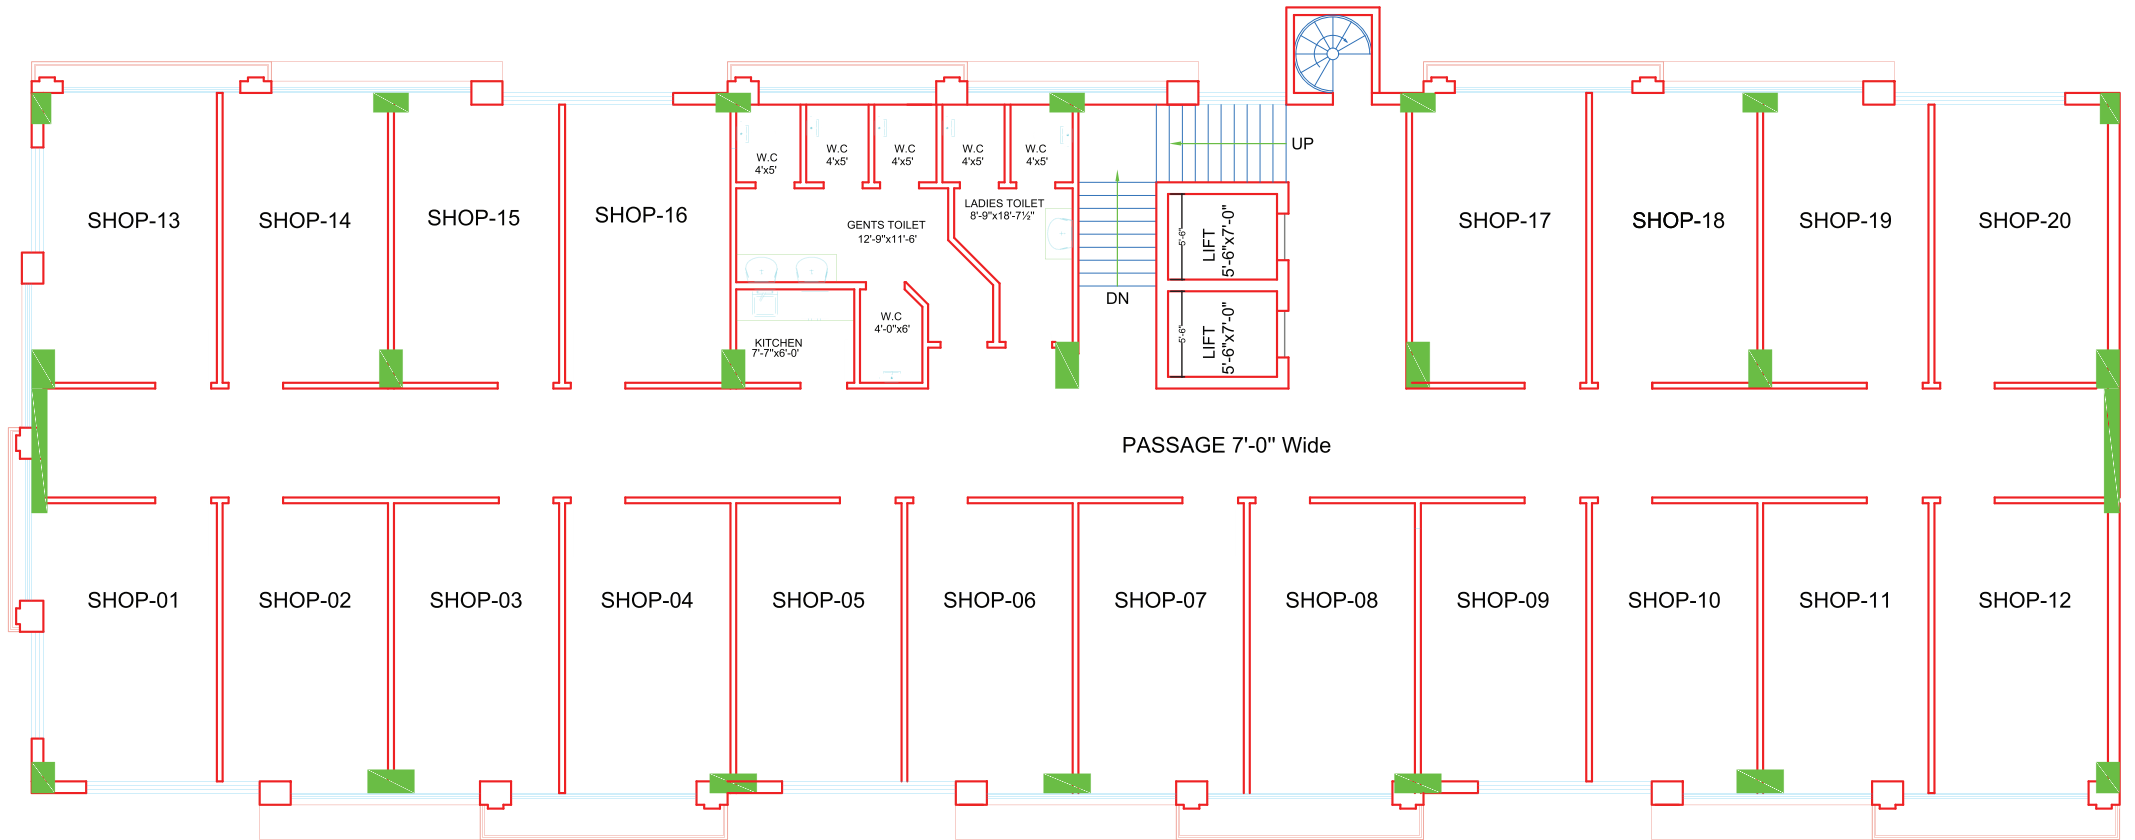 UP
W.C
4'x5'
W.C
4'x5'
W.C
4'x5'
W.C
4'x5'
W.C
4'x5'
SHOP-13
SHOP-14
SHOP-15
SHOP-16
GENTS TOILET
12'-9"x11'-6'
LADIES TOILET
8'-9"x18'-7½"
5'-6"
LIFT
5'-6"x7'-0"
SHOP-17
SHOP-18
SHOP-19
SHOP-20
DN
W.C
4'-0"x6'
KITCHEN
7'-7"x6'-0'
5'-6"
LIFT
5'-6"x7'-0"
PASSAGE 7'-0" Wide
SHOP-01
SHOP-02
SHOP-03
SHOP-04
SHOP-05
SHOP-06
SHOP-07
SHOP-08
SHOP-09
SHOP-10
SHOP-11
SHOP-12